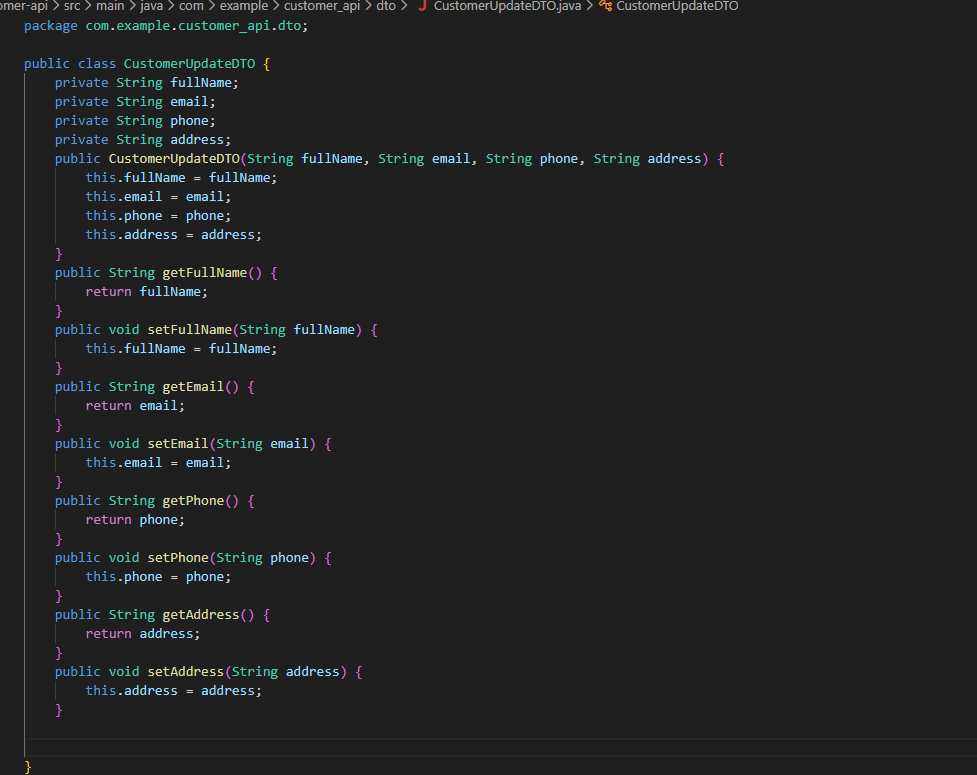 omer-api > src > main > java > com > example > customer_api > dto > J CustomerUpdateDTO.java > CustomerUpdateDTO
package com.example.customer_api.dto;

public class CustomerUpdateDTO {
    private String fullName;
    private String email;
    private String phone;
    private String address;
    public CustomerUpdateDTO(String fullName, String email, String phone, String address) {
        this.fullName = fullName;
        this.email = email;
        this.phone = phone;
        this.address = address;
    }
    public String getFullName() {
        return fullName;
    }
    public void setFullName(String fullName) {
        this.fullName = fullName;
    }
    public String getEmail() {
        return email;
    }
    public void setEmail(String email) {
        this.email = email;
    }
    public String getPhone() {
        return phone;
    }
    public void setPhone(String phone) {
        this.phone = phone;
    }
    public String getAddress() {
        return address;
    }
    public void setAddress(String address) {
        this.address = address;
    }

}